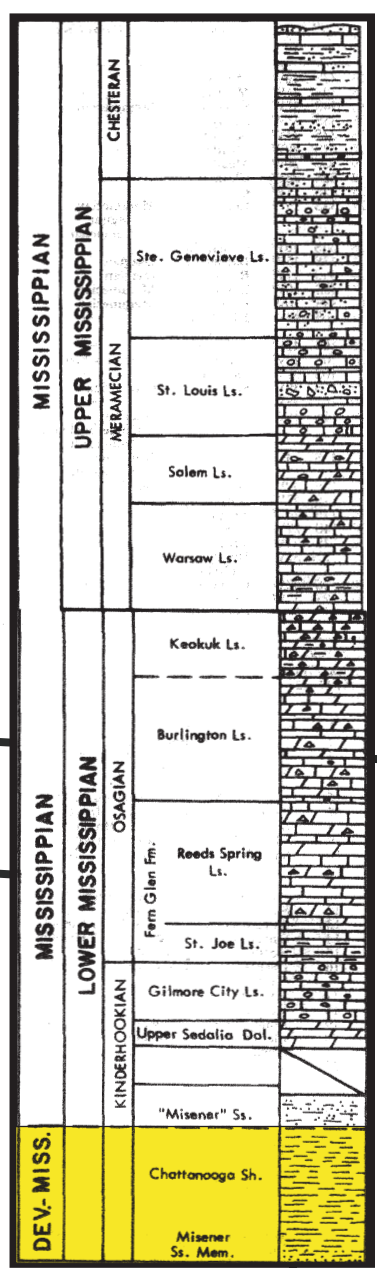 MISSISSIPPIAN
UPPER MISSISSIPPIAN
CHESTERAN
MERAMECIAN
Ste. Genevieve Ls.
St. Louis Ls.
Salem Ls.
Warsaw Ls.
MISSISSIPPIAN
LOWER MISSISSIPPIAN
OSAGIAN
Keokuk Ls.
Burlington Ls.
Fern Glen Fm.
Reeds Spring
Ls.
St. Joe Ls.
KINDERHOOKIAN
Gilmore City Ls.
Upper Sedalia Dol.
"Misener" Ss.
DEV.-MISS.
Chattanooga Sh.
Misener
Ss. Mem.